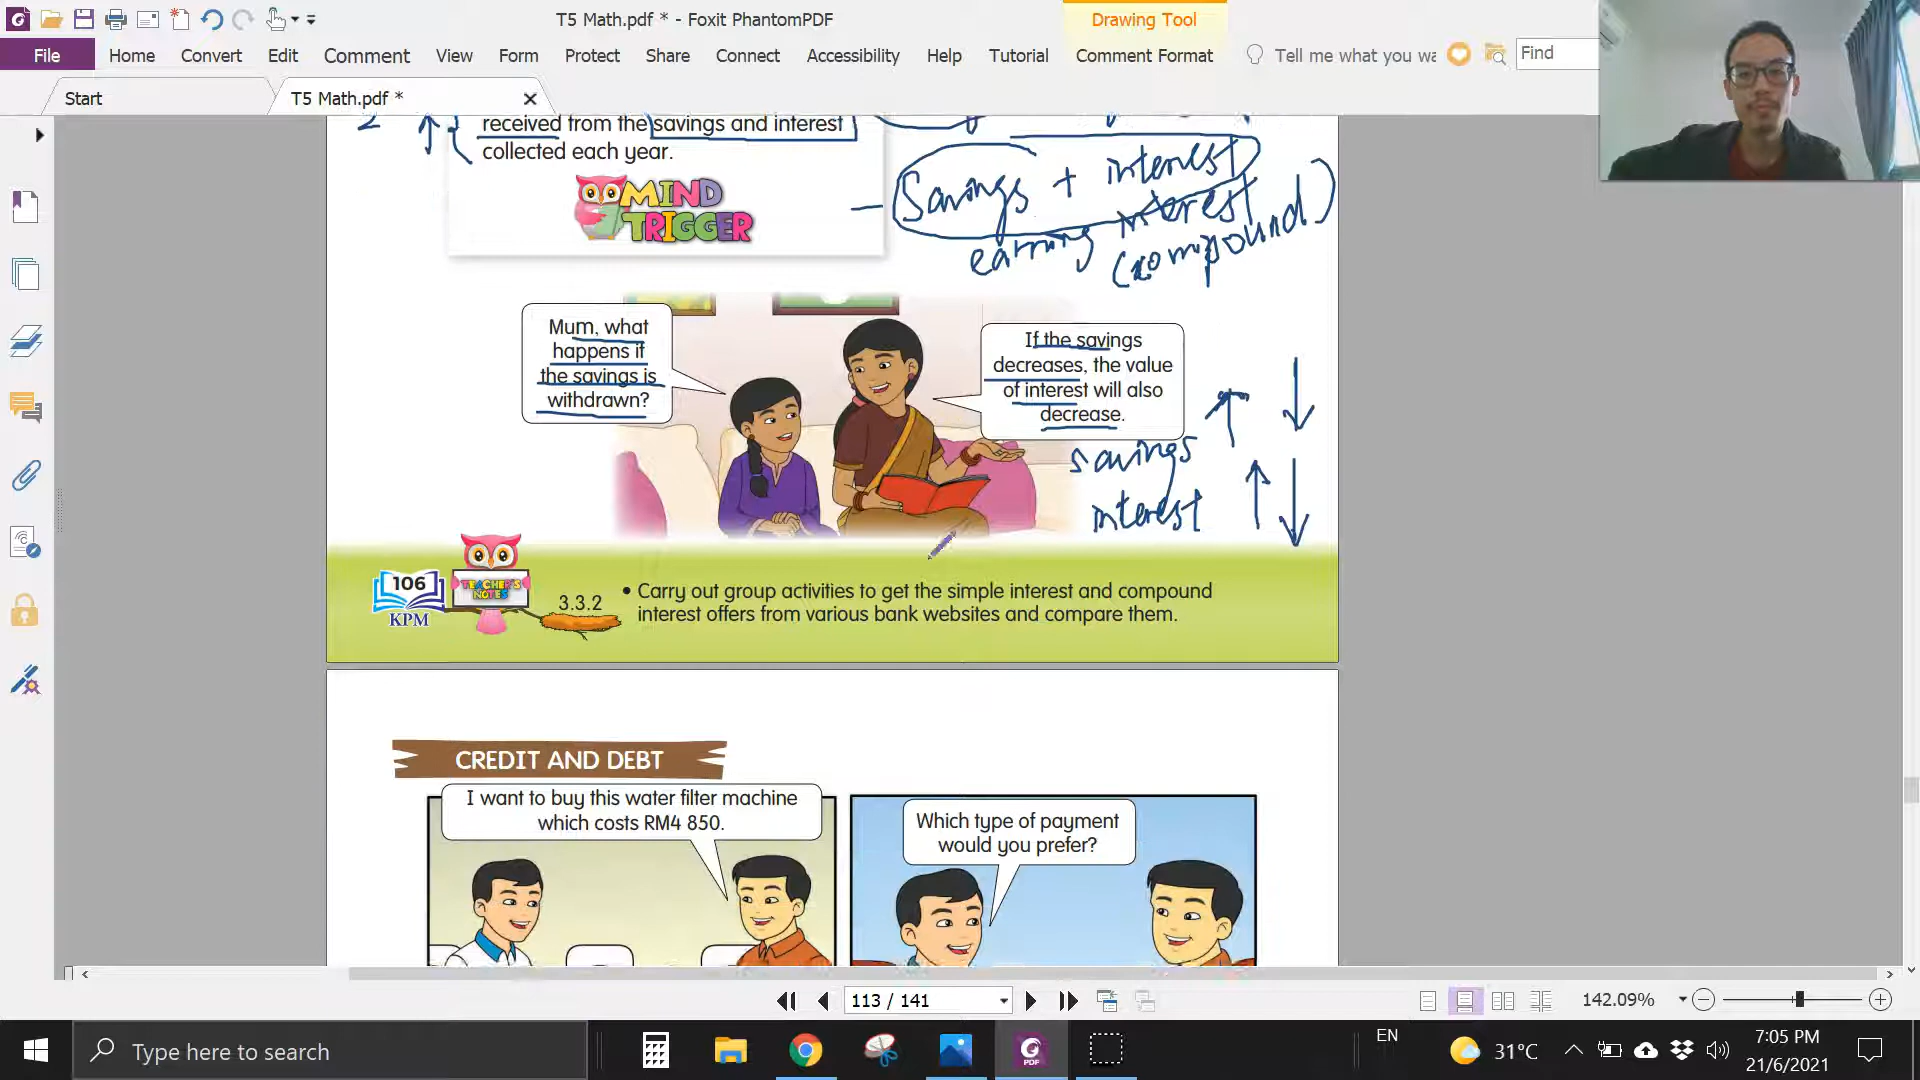 T5 Math.pdf * - Foxit PhantomPDF
Drawing Tool
File Home Convert Edit Comment View Form Protect Share Connect Accessibility Help Tutorial Comment Format Tell me what you wa Find
Start
T5 Math.pdf *
2
received from the savings and interest
collected each year.
MIND
TRIGGER
Savings + interest
earning interest
(compound)
Mum, what
happens if
the savings is
withdrawn?
If the savings
decreases, the value
of interest will also
decrease.
savings
interest
106
KPM
TEACHER'S
NOTES
3.3.2
• Carry out group activities to get the simple interest and compound
interest offers from various bank websites and compare them.
CREDIT AND DEBT
I want to buy this water filter machine
which costs RM4 850.
Which type of payment
would you prefer?
113 / 141
142.09%
Type here to search
PDF
EN
31°C
7:05 PM
21/6/2021